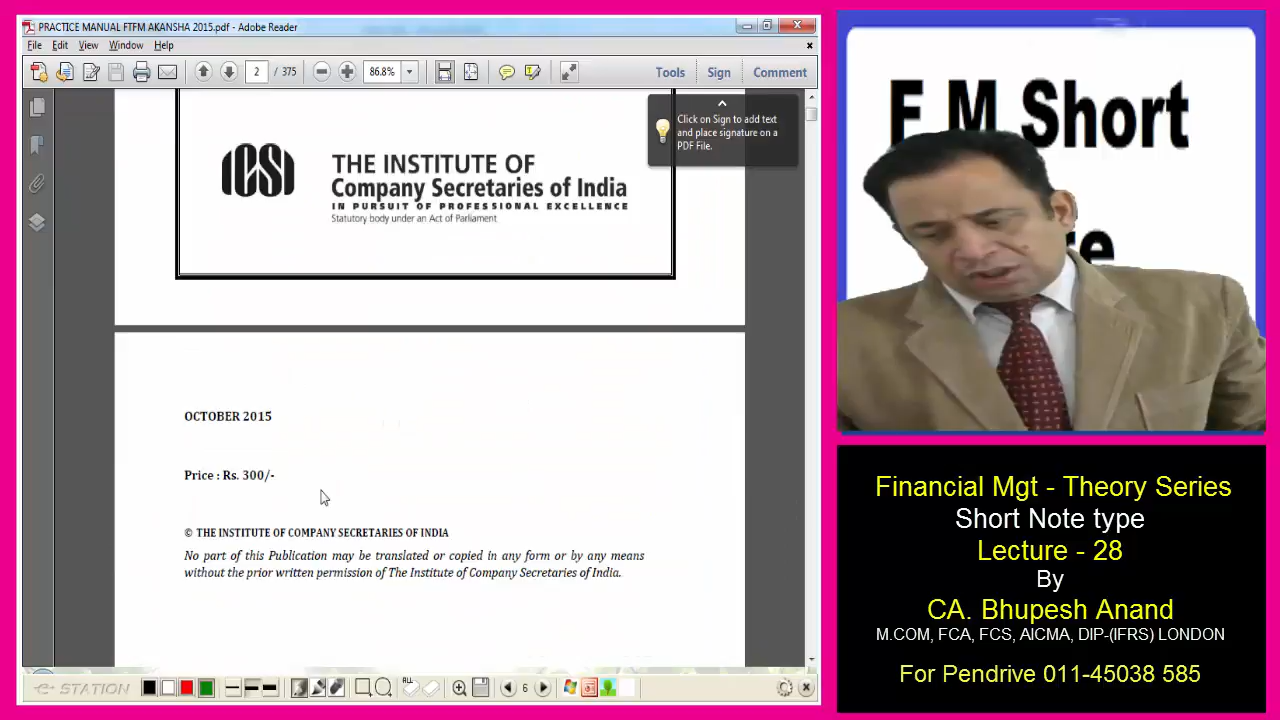 PRACTICE MANUAL FTFM AKANSHA 2015.pdf - Adobe Reader
File Edit View Window Help
2 / 375
86.8%
Tools Sign Comment
Click on Sign to add text
and place signature on a
PDF File.
ICSI
THE INSTITUTE OF
Company Secretaries of India
IN PURSUIT OF PROFESSIONAL EXCELLENCE
Statutory body under an Act of Parliament
OCTOBER 2015
Price : Rs. 300/-
© THE INSTITUTE OF COMPANY SECRETARIES OF INDIA
No part of this Publication may be translated or copied in any form or by any means
without the prior written permission of The Institute of Company Secretaries of India.
e-STATION
ALL
6
F M Short
Financial Mgt - Theory Series
Short Note type
Lecture - 28
By
CA. Bhupesh Anand
M.COM, FCA, FCS, AICMA, DIP-(IFRS) LONDON
For Pendrive 011-45038 585